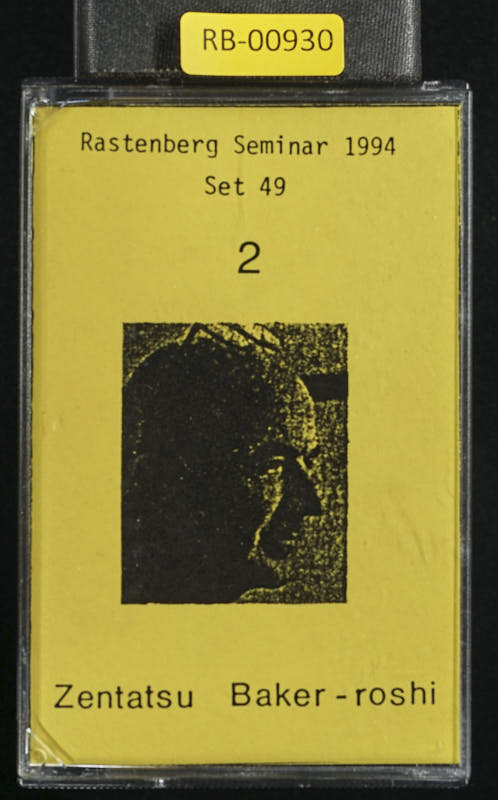 RB-00930
Rastenberg Seminar 1994
Set 49
2
Zentatsu Baker-roshi